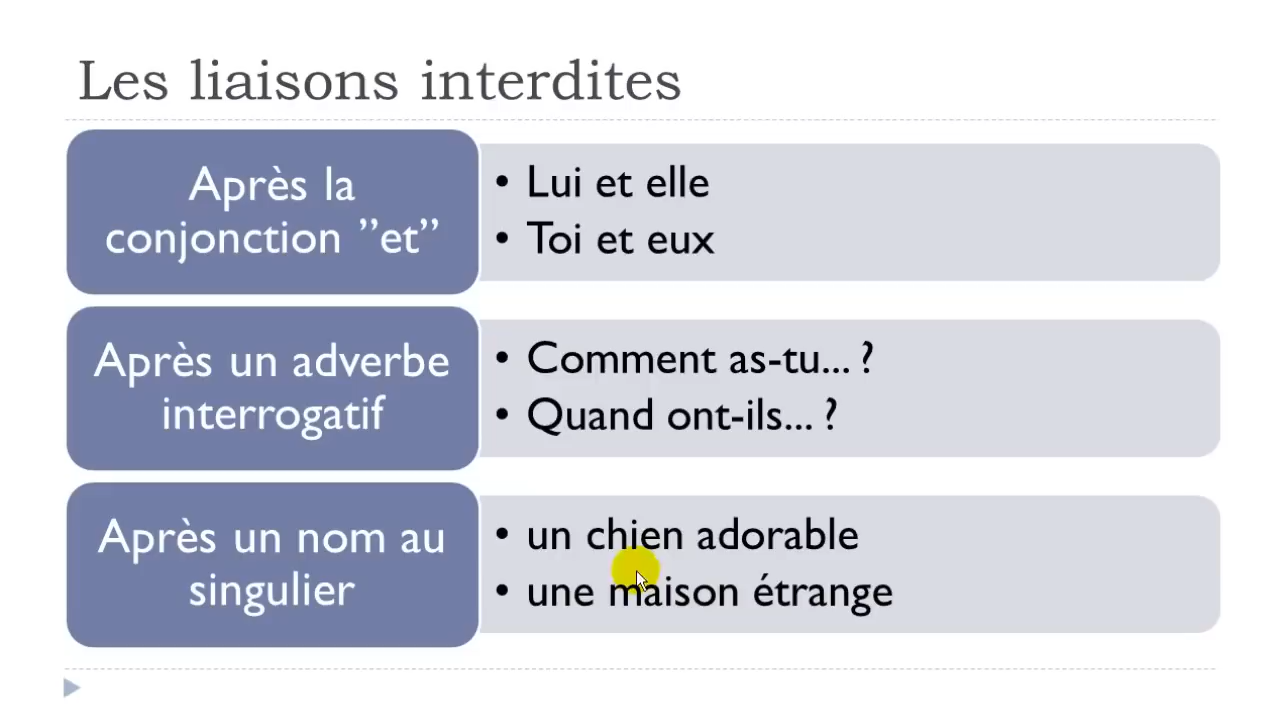 Les liaisons interdites
Après la
conjonction ”et”
• Lui et elle
• Toi et eux
Après un adverbe
interrogatif
• Comment as-tu... ?
• Quand ont-ils... ?
Après un nom au
singulier
• un chien adorable
• une maison étrange